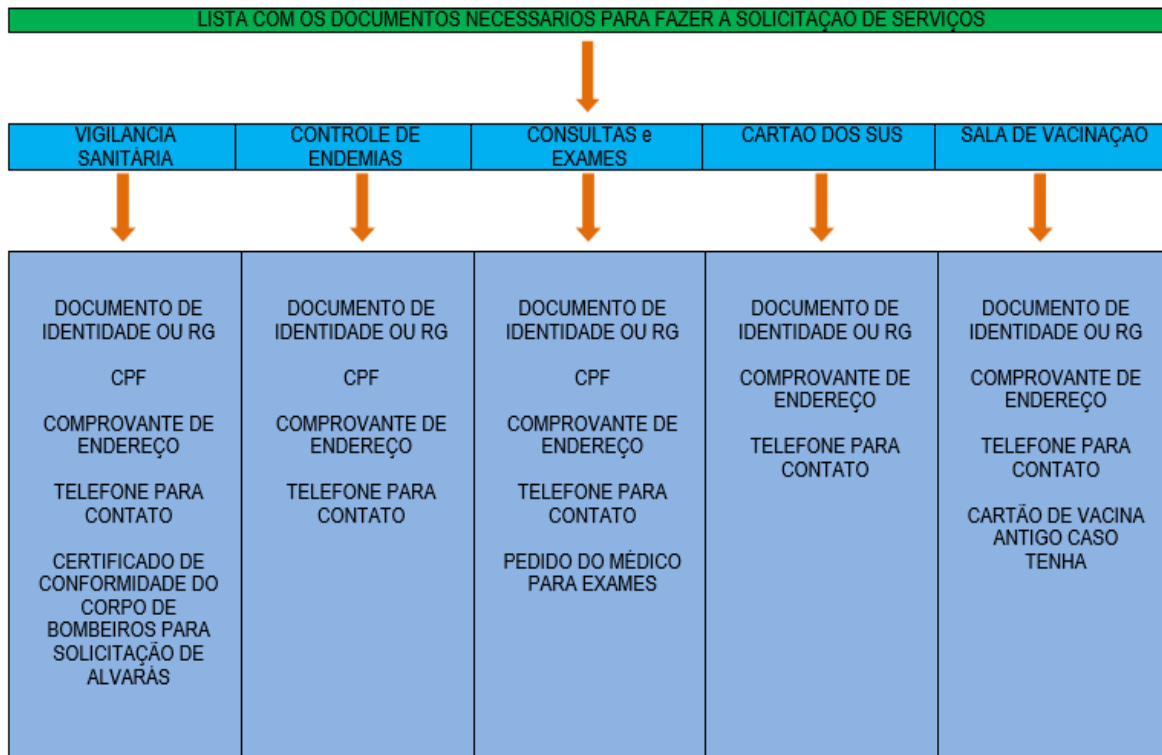 LISTA COM OS DOCUMENTOS NECESSARIOS PARA FAZER A SOLICITAÇAO DE SERVIÇOS
VIGILANCIA
SANITÁRIA
CONTROLE DE
ENDEMIAS
CONSULTAS e
EXAMES
CARTAO DOS SUS
SALA DE VACINAÇAO
DOCUMENTO DE
IDENTIDADE OU RG
CPF
COMPROVANTE DE
ENDEREÇO
TELEFONE PARA
CONTATO
CERTIFICADO DE
CONFORMIDADE DO
CORPO DE
BOMBEIROS PARA
SOLICITAÇÃO DE
ALVARÁS
DOCUMENTO DE
IDENTIDADE OU RG
CPF
COMPROVANTE DE
ENDEREÇO
TELEFONE PARA
CONTATO
DOCUMENTO DE
IDENTIDADE OU RG
CPF
COMPROVANTE DE
ENDEREÇO
TELEFONE PARA
CONTATO
PEDIDO DO MÉDICO
PARA EXAMES
DOCUMENTO DE
IDENTIDADE OU RG
COMPROVANTE DE
ENDEREÇO
TELEFONE PARA
CONTATO
DOCUMENTO DE
IDENTIDADE OU RG
COMPROVANTE DE
ENDEREÇO
TELEFONE PARA
CONTATO
CARTÃO DE VACINA
ANTIGO CASO
TENHA